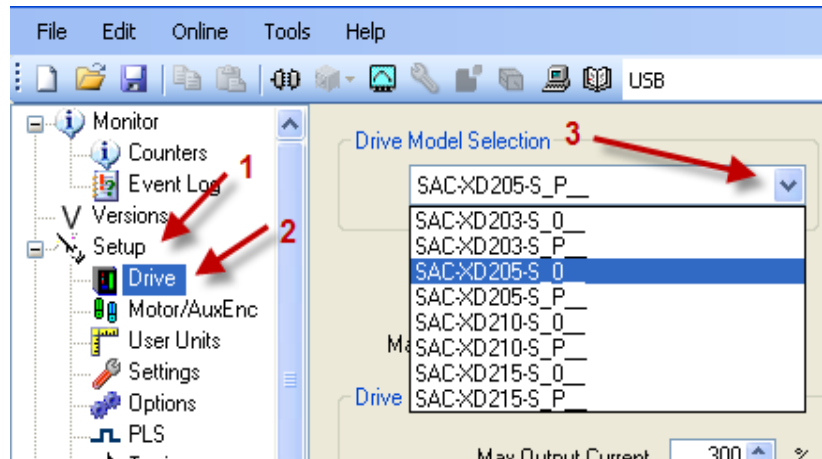 File Edit Online Tools Help
USB
Monitor
Counters
Event Log
1
Versions
Setup
2
Drive
Motor/AuxEnc
User Units
Settings
Options
PLS
Drive Model Selection
3
SAC-XD205-S_P__
SAC-XD203-S_0__
SAC-XD203-S_P__
SAC-XD205-S_0__
SAC-XD205-S_P__
SAC-XD210-S_0__
SAC-XD210-S_P__
SAC-XD215-S_0__
SAC-XD215-S_P__
Drive
Max Output Current 300 %